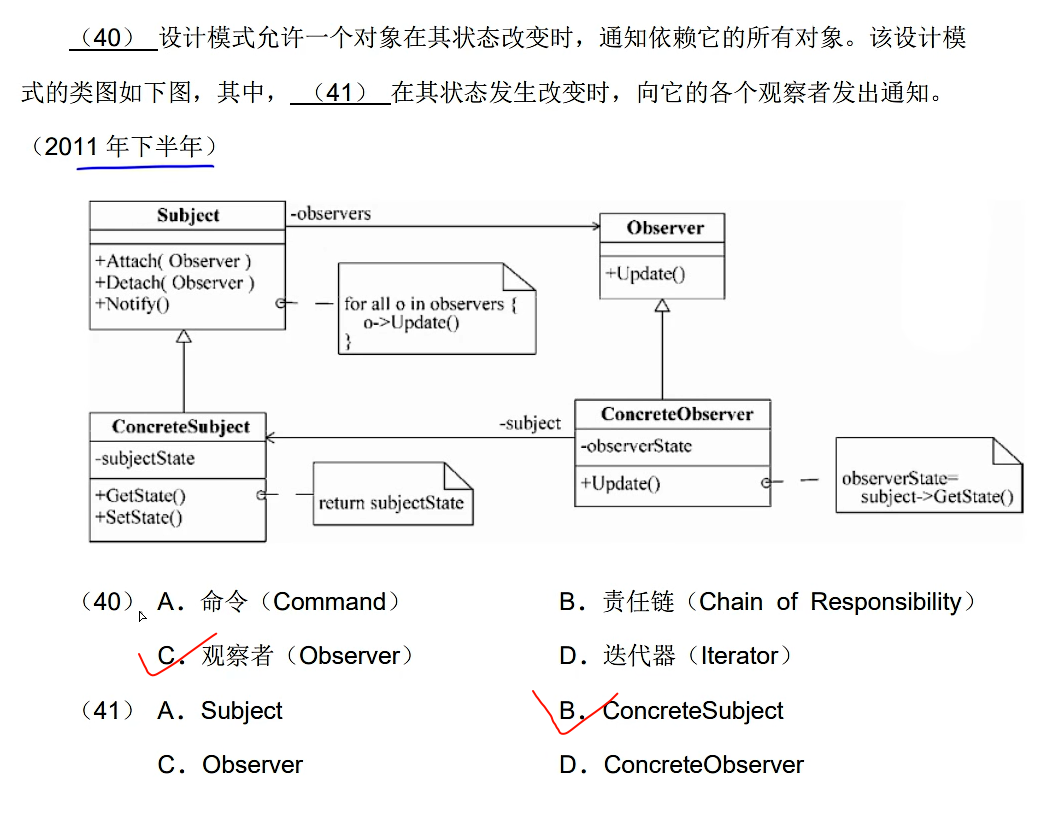 （40） 设计模式允许一个对象在其状态改变时，通知依赖它的所有对象。该设计模
式的类图如下图，其中， （41） 在其状态发生改变时，向它的各个观察者发出通知。
（2011 年下半年）
Subject
-observers
Observer
+Attach( Observer )
+Detach( Observer )
+Notify()
+Update()
for all o in observers {
o->Update()
}
ConcreteSubject
-subject
ConcreteObserver
-subjectState
-observerState
+GetState()
+SetState()
return subjectState
+Update()
observerState=
subject->GetState()
（40） A．命令（Command） B．责任链（Chain of Responsibility）
C．观察者（Observer） D．迭代器（Iterator）
（41） A．Subject B．ConcreteSubject
C．Observer D．ConcreteObserver